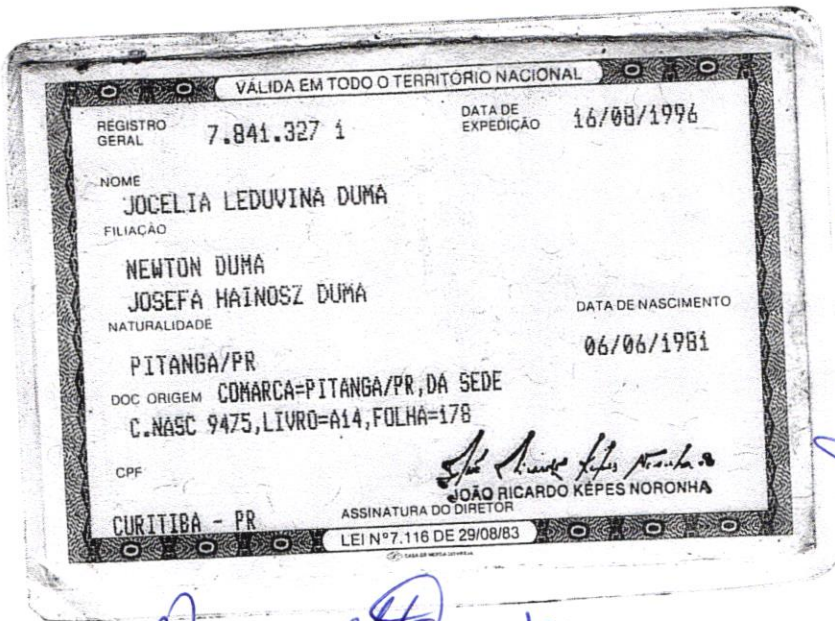 VÁLIDA EM TODO O TERRITÓRIO NACIONAL
REGISTRO GERAL 7.841.327 1 DATA DE EXPEDIÇÃO 16/08/1996
NOME
JOCELIA LEDUVINA DUMA
FILIAÇÃO
NEWTON DUMA
JOSEFA HAINOSZ DUMA
NATURALIDADE DATA DE NASCIMENTO
PITANGA/PR 06/06/1981
DOC ORIGEM COMARCA=PITANGA/PR,DA SEDE
C.NASC 9475,LIVRO=A14,FOLHA=178
CPF
JOÃO RICARDO KÉPES NORONHA
CURITIBA - PR ASSINATURA DO DIRETOR
LEI Nº7.116 DE 29/08/83